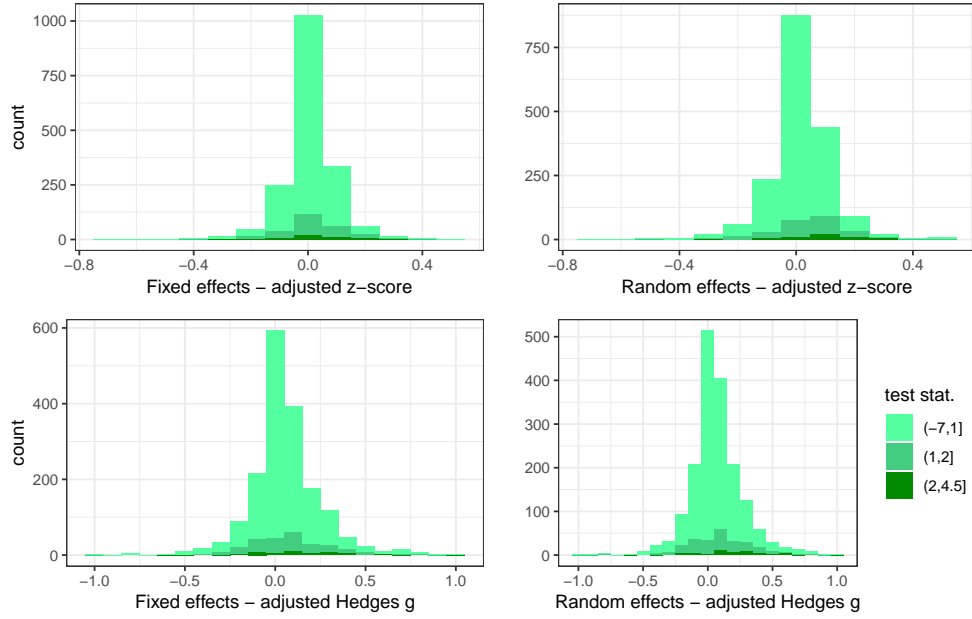 1000
750
500
250
0
count
−0.8 −0.4 0.0 0.4
Fixed effects − adjusted z−score
750
500
250
0
−0.8 −0.4 0.0 0.4
Random effects − adjusted z−score
600
400
200
0
count
−1.0 −0.5 0.0 0.5 1.0
Fixed effects − adjusted Hedges g
500
400
300
200
100
0
−1.0 −0.5 0.0 0.5 1.0
Random effects − adjusted Hedges g
test stat.
(−7,1]
(1,2]
(2,4.5]